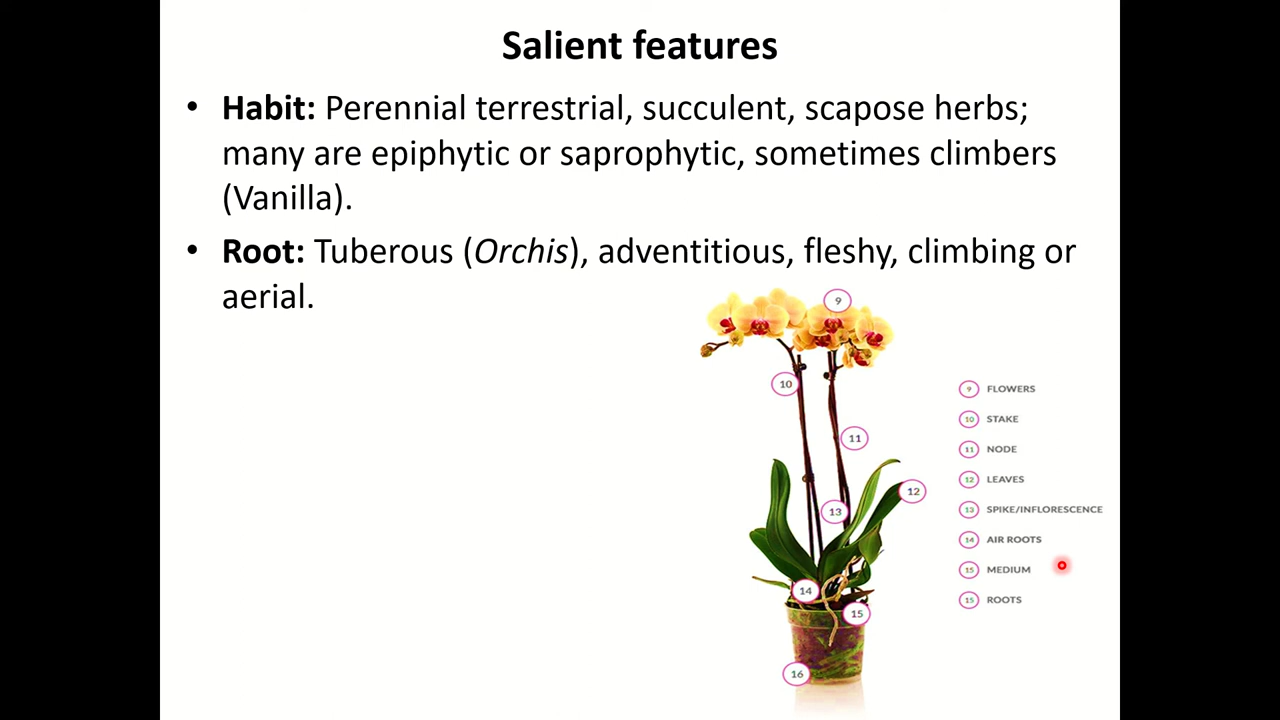 Salient features
• Habit: Perennial terrestrial, succulent, scapose herbs;
many are epiphytic or saprophytic, sometimes climbers
(Vanilla).
• Root: Tuberous (Orchis), adventitious, fleshy, climbing or
aerial.
9
10
11
12
13
14
15
16
9 FLOWERS
10 STAKE
11 NODE
12 LEAVES
13 SPIKE/INFLORESCENCE
14 AIR ROOTS
15 MEDIUM
15 ROOTS